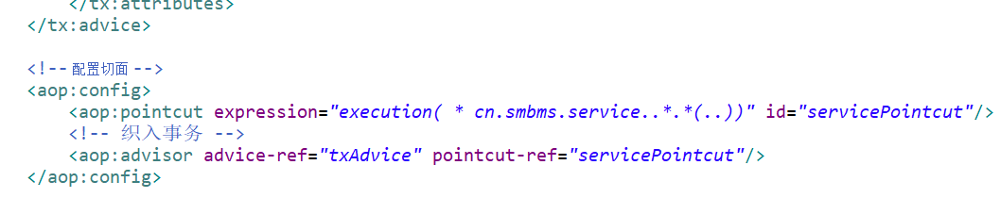 </tx:attributes>
</tx:advice>
<!-- 配置切面 -->
<aop:config>
<aop:pointcut expression="execution( * cn.smbms.service..*.*(..))" id="servicePointcut"/>
<!-- 织入事务 -->
<aop:advisor advice-ref="txAdvice" pointcut-ref="servicePointcut"/>
</aop:config>